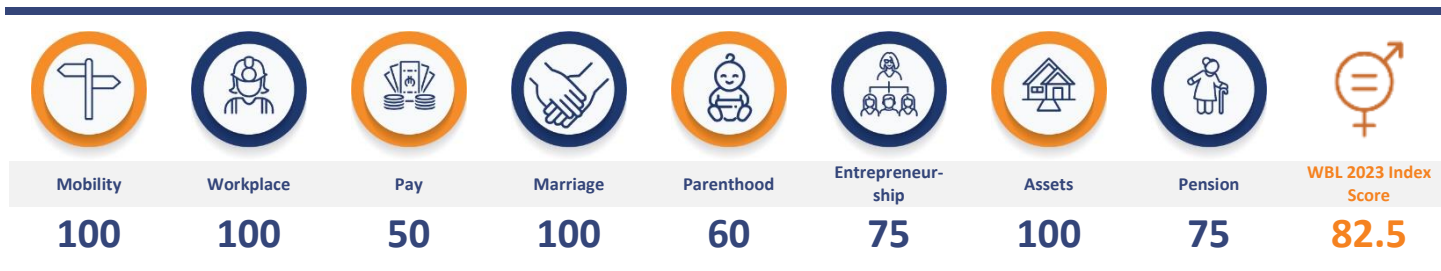 Mobility
Workplace
Pay
Marriage
Parenthood
Entrepreneur-
ship
Assets
Pension
WBL 2023 Index
Score
100
100
50
100
60
75
100
75
82.5